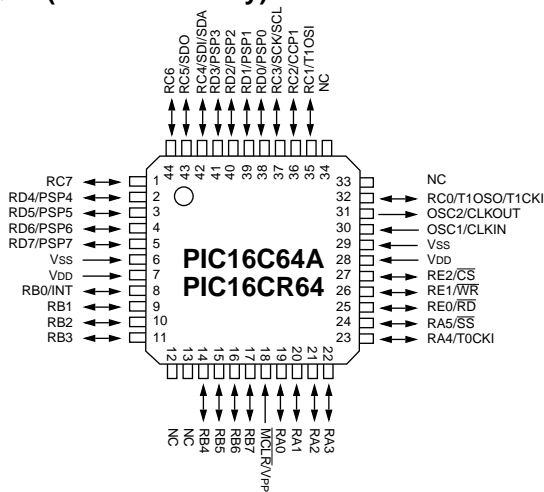 RC6
RC5/SDO
RC4/SDI/SDA
RD3/PSP3
RD2/PSP2
RD1/PSP1
RD0/PSP0
RC3/SCK/SCL
RC2/CCP1
RC1/T1OSI
NC
44
43
42
41
40
39
38
37
36
35
34
RC7 1
RD4/PSP4 2
RD5/PSP5 3
RD6/PSP6 4
RD7/PSP7 5
VSS 6
VDD 7
RB0/INT 8
RB1 9
RB2 10
RB3 11
PIC16C64A
PIC16CR64
33 NC
32 RC0/T1OSO/T1CKI
31 OSC2/CLKOUT
30 OSC1/CLKIN
29 VSS
28 VDD
27 RE2/CS
26 RE1/WR
25 RE0/RD
24 RA5/SS
23 RA4/T0CKI
12
13
14
15
16
17
18
19
20
21
22
NC
NC
RB4
RB5
RB6
RB7
MCLR/VPP
RA0
RA1
RA2
RA3